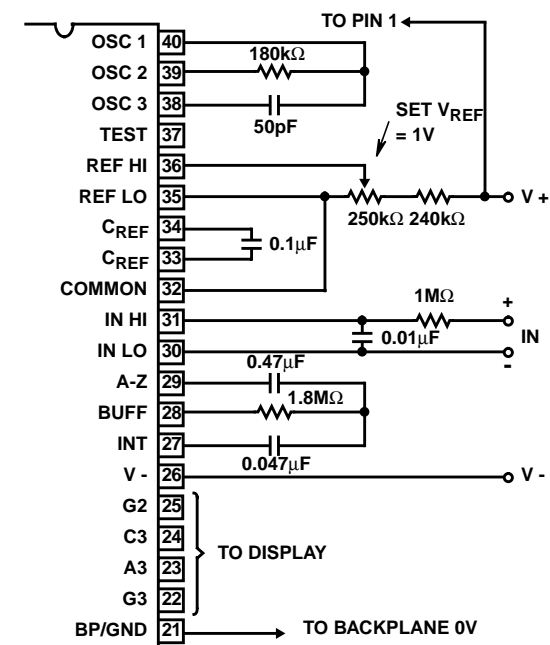 TO PIN 1
OSC 1 40
180kΩ
OSC 2 39
OSC 3 38
50pF
SET VREF
= 1V
TEST 37
REF HI 36
REF LO 35
V +
250kΩ 240kΩ
CREF 34
0.1µF
CREF 33
COMMON 32
1MΩ
+
IN HI 31
0.01µF
IN
IN LO 30
-
0.47µF
A-Z 29
1.8MΩ
BUFF 28
INT 27
0.047µF
V - 26
V -
G2 25
C3 24
TO DISPLAY
A3 23
G3 22
BP/GND 21
TO BACKPLANE 0V